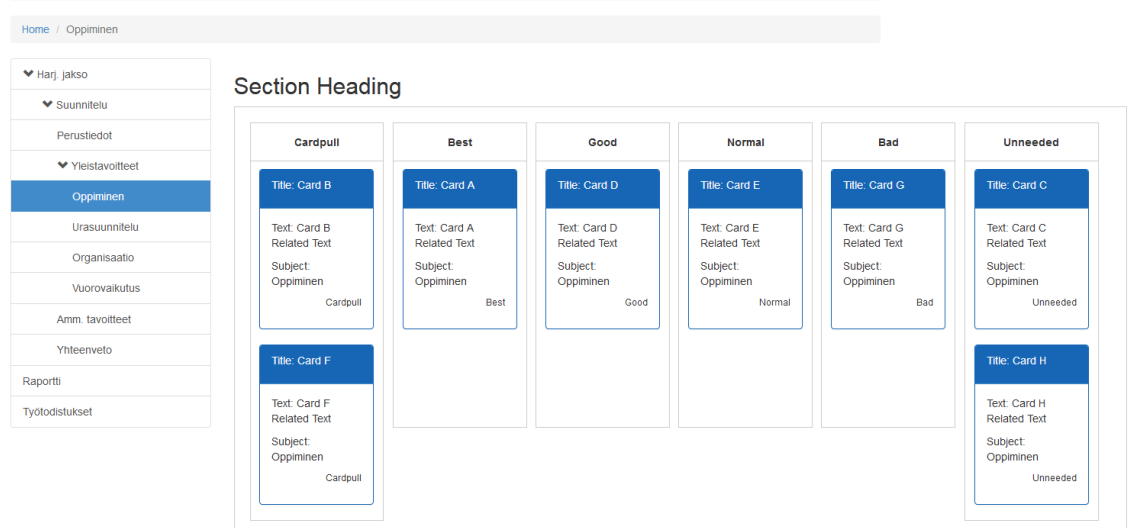 Home / Oppiminen
Harj. jakso
Suunnitelu
Perustiedot
Yleistavoitteet
Oppiminen
Urasuunnitelu
Organisaatio
Vuorovaikutus
Amm. tavoitteet
Yhteenveto
Raportti
Työtodistukset
Section Heading
Cardpull
Title: Card B
Text: Card B
Related Text
Subject:
Oppiminen
Cardpull
Title: Card F
Text: Card F
Related Text
Subject:
Oppiminen
Cardpull
Best
Title: Card A
Text: Card A
Related Text
Subject:
Oppiminen
Best
Good
Title: Card D
Text: Card D
Related Text
Subject:
Oppiminen
Good
Normal
Title: Card E
Text: Card E
Related Text
Subject:
Oppiminen
Normal
Bad
Title: Card G
Text: Card G
Related Text
Subject:
Oppiminen
Bad
Unneeded
Title: Card C
Text: Card C
Related Text
Subject:
Oppiminen
Unneeded
Title: Card H
Text: Card H
Related Text
Subject:
Oppiminen
Unneeded